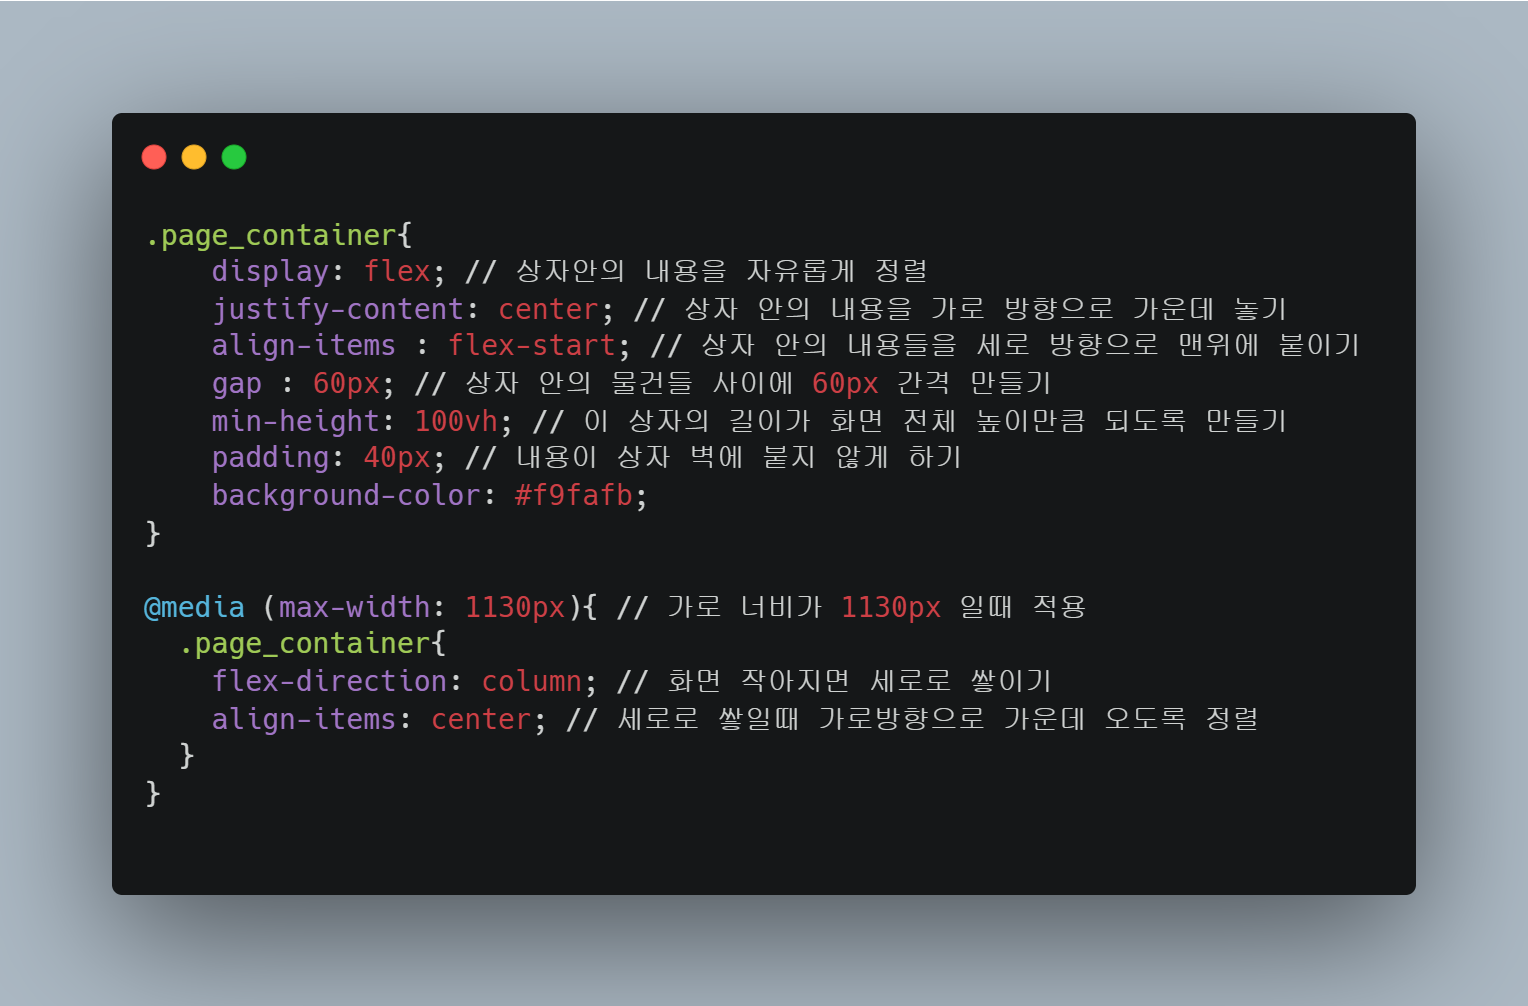 .page_container{
    display: flex; // 상자안의 내용을 자유롭게 정렬
    justify-content: center; // 상자 안의 내용을 가로 방향으로 가운데 놓기
    align-items : flex-start; // 상자 안의 내용들을 세로 방향으로 맨위에 붙이기
    gap : 60px; // 상자 안의 물건들 사이에 60px 간격 만들기
    min-height: 100vh; // 이 상자의 길이가 화면 전체 높이만큼 되도록 만들기
    padding: 40px; // 내용이 상자 벽에 붙지 않게 하기
    background-color: #f9fafb;
}

@media (max-width: 1130px){ // 가로 너비가 1130px 일때 적용
  .page_container{
    flex-direction: column; // 화면 작아지면 세로로 쌓이기
    align-items: center; // 세로로 쌓일때 가로방향으로 가운데 오도록 정렬
  }
}